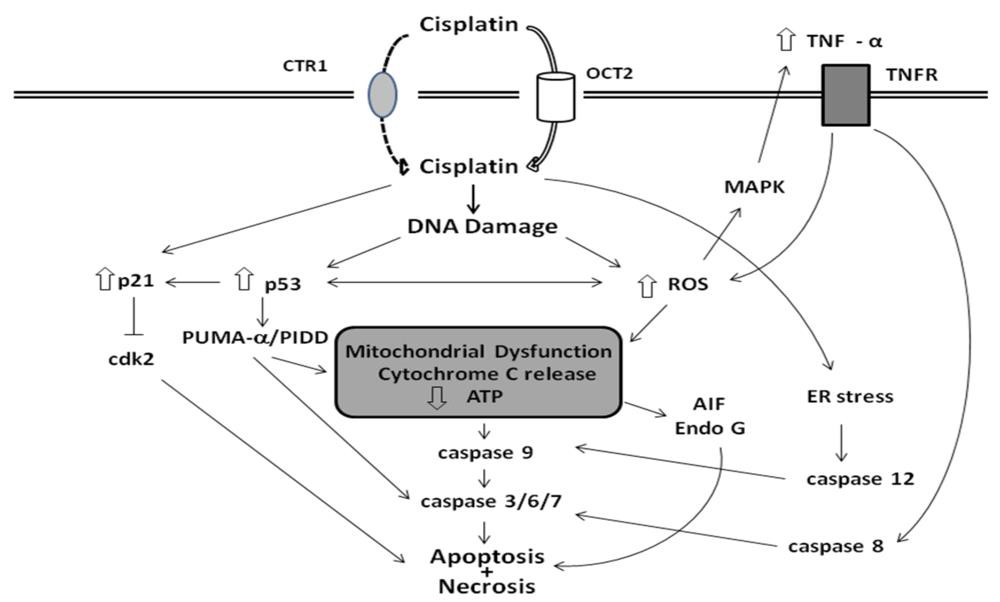 Cisplatin
TNF - α
CTR1
OCT2
TNFR
Cisplatin
MAPK
DNA Damage
p21
p53
ROS
PUMA-α/PIDD
cdk2
Mitochondrial Dysfunction
Cytochrome C release
ATP
ER stress
AIF
Endo G
caspase 9
caspase 12
caspase 3/6/7
caspase 8
Apoptosis
+
Necrosis